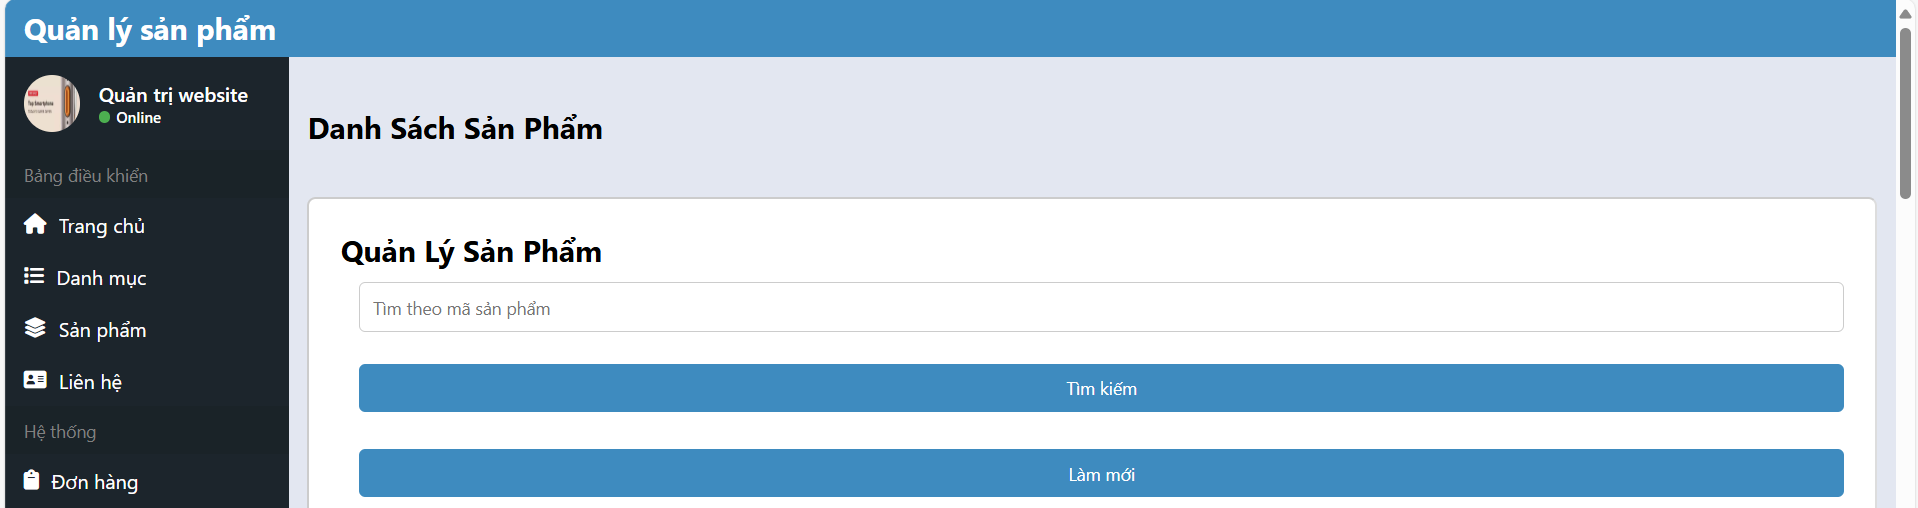 Quản lý sản phẩm
Top Smartphone
Quản trị website
Online
Bảng điều khiển
Trang chủ
Danh mục
Sản phẩm
Liên hệ
Hệ thống
Đơn hàng
Danh Sách Sản Phẩm
Quản Lý Sản Phẩm
Tìm theo mã sản phẩm
Tìm kiếm
Làm mới